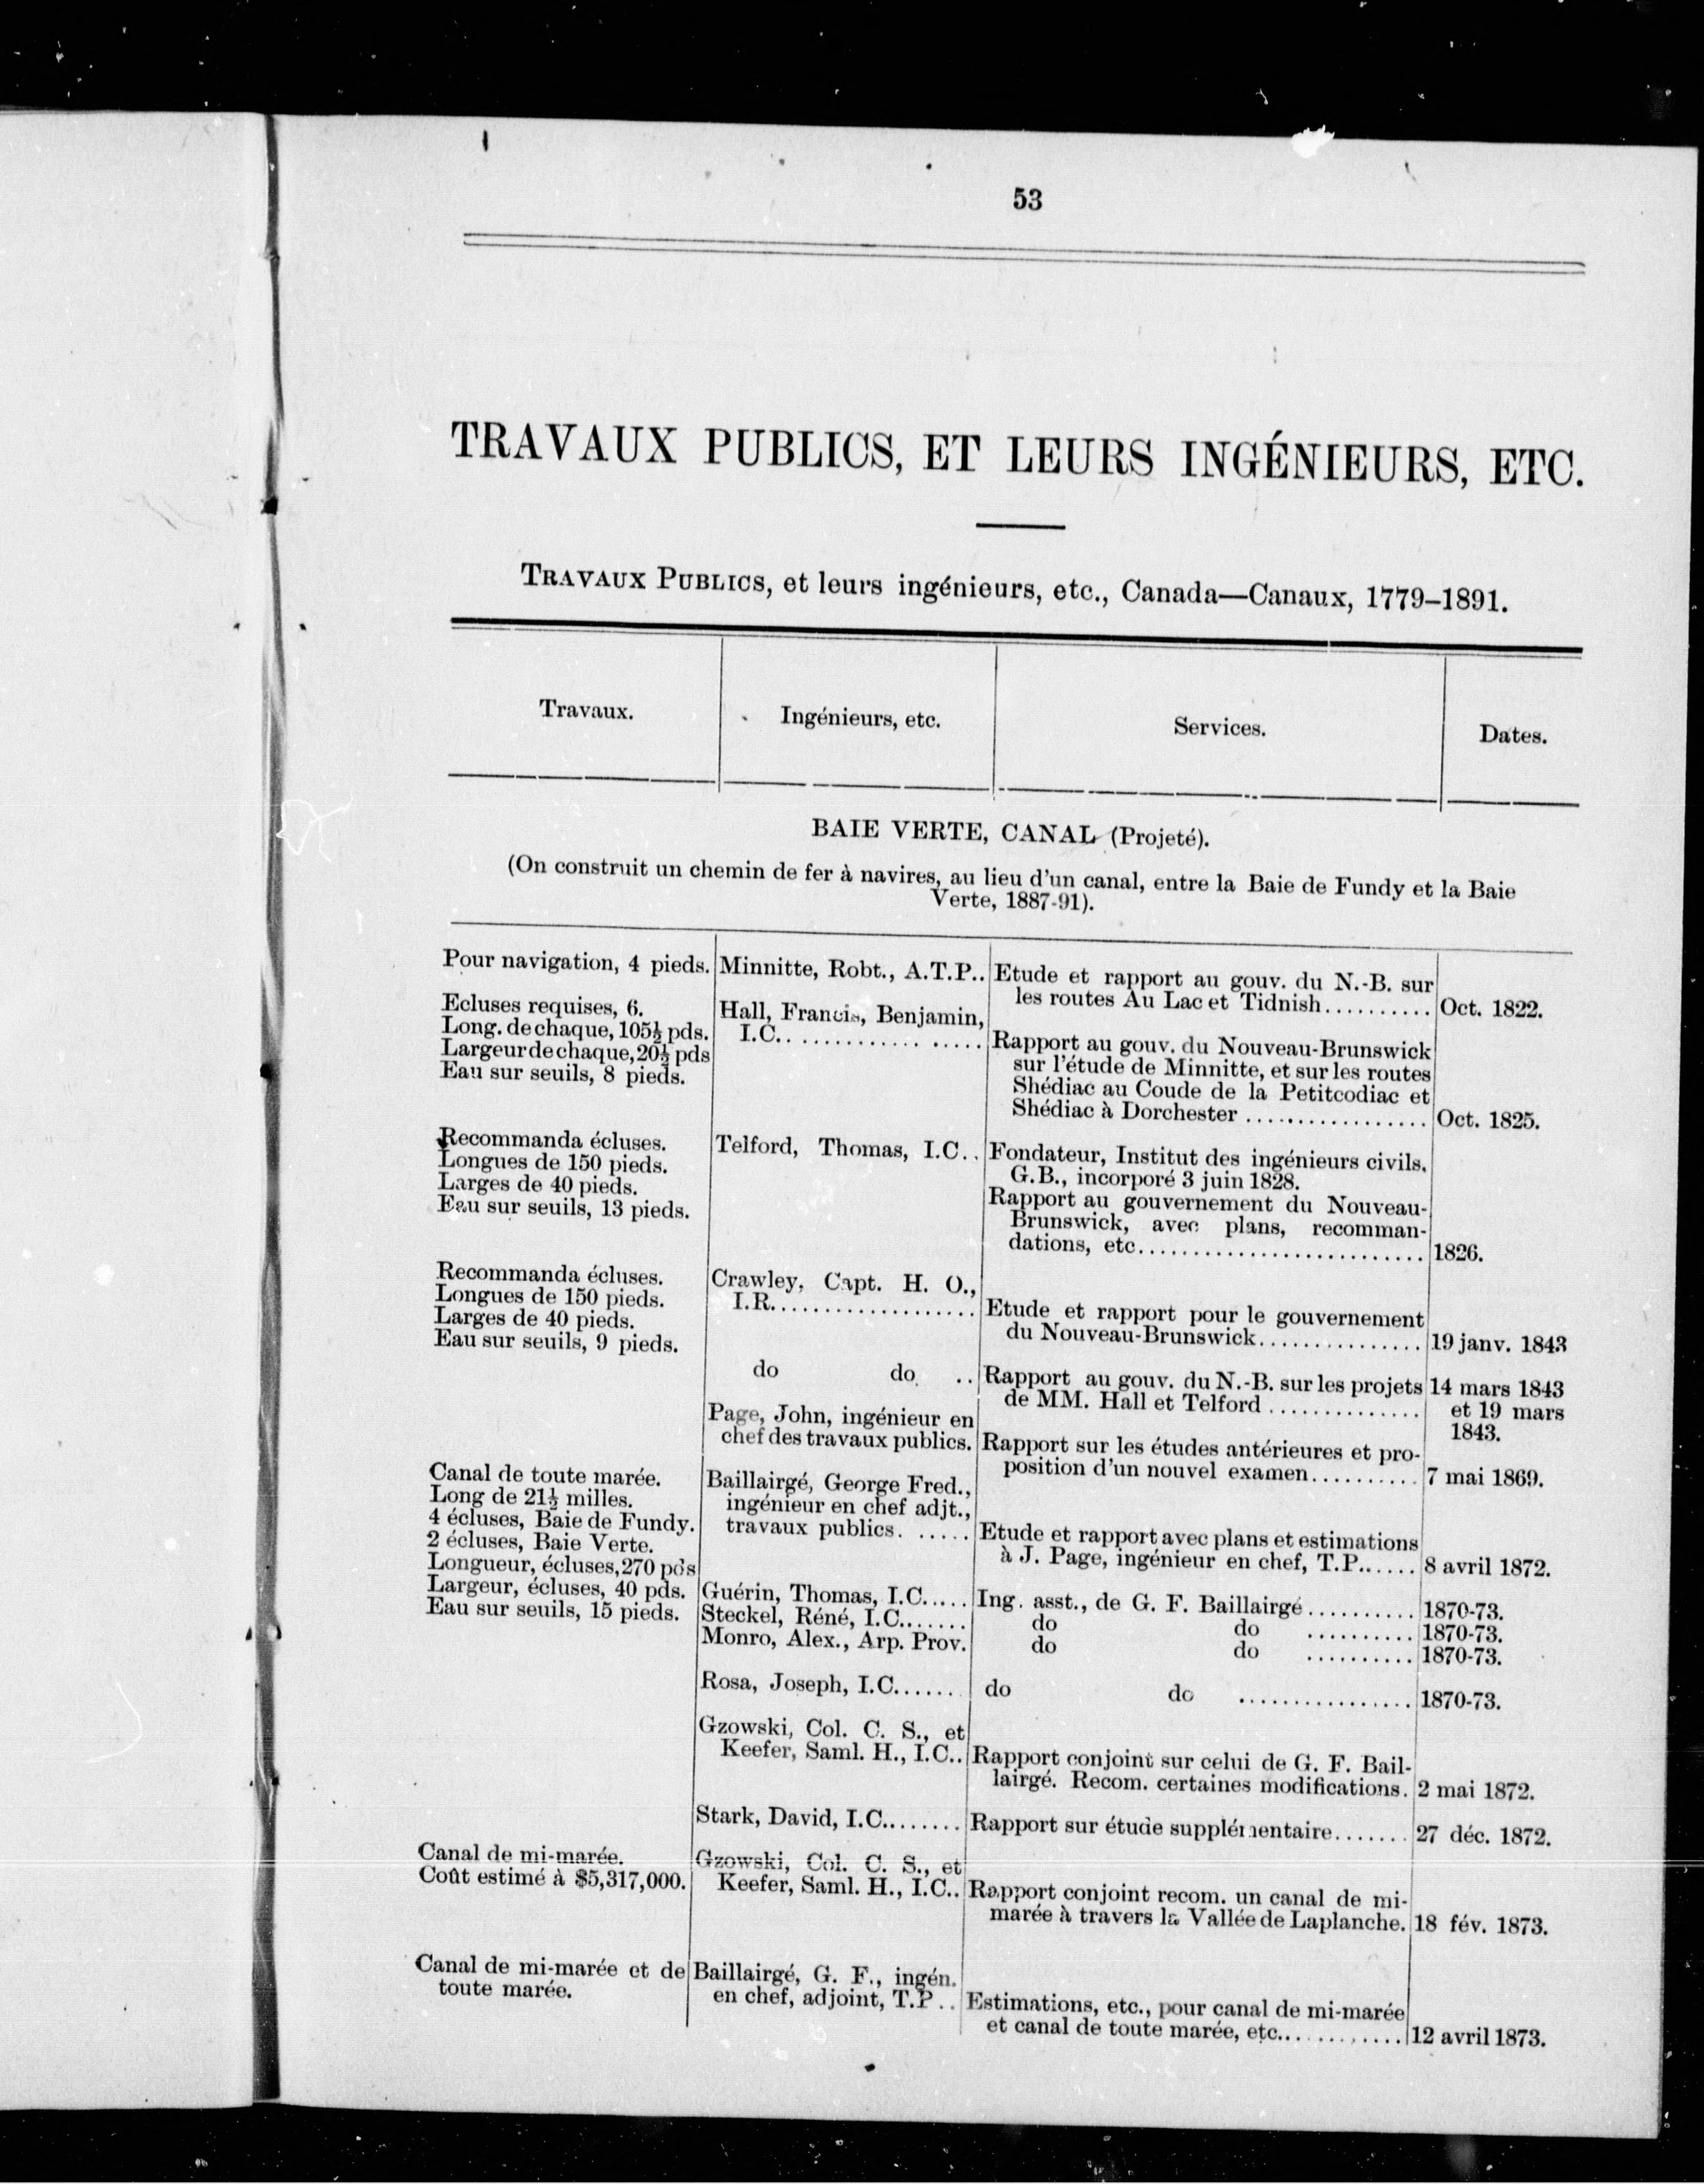 53
TRAVAUX PUBLICS, ET LEURS INGÉNIEURS, ETC.
TRAVAUX PUBLICS, et leurs ingénieurs, etc., Canada—Canaux, 1779-1891.
Travaux.
Ingénieurs, etc.
Services.
Dates.
BAIE VERTE, CANAL (Projeté).
(On construit un chemin de fer à navires, au lieu d'un canal, entre la Baie de Fundy et la Baie
Verte, 1887-91).
Pour navigation, 4 pieds.
Minnitte, Robt., A.T.P..
Etude et rapport au gouv. du N.-B. sur
les routes Au Lac et Tidnish..........
Oct. 1822.
Ecluses requises, 6.
Long. de chaque, 105½ pds.
Largeur de chaque, 20½ pds
Eau sur seuils, 8 pieds.
Hall, Francis, Benjamin,
I.C...................
Rapport au gouv. du Nouveau-Brunswick
sur l'étude de Minnitte, et sur les routes
Shédiac au Coude de la Petitcodiac et
Shédiac à Dorchester .................
Oct. 1825.
Recommanda écluses.
Longues de 150 pieds.
Larges de 40 pieds.
Eau sur seuils, 13 pieds.
Telford, Thomas, I.C..
Fondateur, Institut des ingénieurs civils,
G.B., incorporé 3 juin 1828.
Rapport au gouvernement du Nouveau-
Brunswick, avec plans, recomman-
dations, etc..........................
1826.
Recommanda écluses.
Longues de 150 pieds.
Larges de 40 pieds.
Eau sur seuils, 9 pieds.
Crawley, Capt. H. O.,
I.R...................
Etude et rapport pour le gouvernement
du Nouveau-Brunswick...............
19 janv. 1843
do do ..
Rapport au gouv. du N.-B. sur les projets
de MM. Hall et Telford ..............
14 mars 1843
et 19 mars
1843.
Page, John, ingénieur en
chef des travaux publics.
Rapport sur les études antérieures et pro-
position d'un nouvel examen..........
7 mai 1869.
Canal de toute marée.
Long de 21½ milles.
4 écluses, Baie de Fundy.
2 écluses, Baie Verte.
Longueur, écluses, 270 pds
Largeur, écluses, 40 pds.
Eau sur seuils, 15 pieds.
Baillairgé, George Fred.,
ingénieur en chef adjt.,
travaux publics. .....
Etude et rapport avec plans et estimations
à J. Page, ingénieur en chef, T.P......
8 avril 1872.
Guérin, Thomas, I.C.....
Ing. asst., de G. F. Baillairgé..........
1870-73.
Steckel, Réné, I.C.......
do do ..........
1870-73.
Monro, Alex., Arp. Prov.
do do ..........
1870-73.
Rosa, Joseph, I.C......
do do ................
1870-73.
Gzowski, Col. C. S., et
Keefer, Saml. H., I.C..
Rapport conjoint sur celui de G. F. Bail-
lairgé. Recom. certaines modifications.
2 mai 1872.
Stark, David, I.C........
Rapport sur étude supplémentaire.......
27 déc. 1872.
Canal de mi-marée.
Coût estimé à $5,317,000.
Gzowski, Col. C. S., et
Keefer, Saml. H., I.C..
Rapport conjoint recom. un canal de mi-
marée à travers la Vallée de Laplanche.
18 fév. 1873.
Canal de mi-marée et de
toute marée.
Baillairgé, G. F., ingén.
en chef, adjoint, T.P..
Estimations, etc., pour canal de mi-marée
et canal de toute marée, etc............
12 avril 1873.